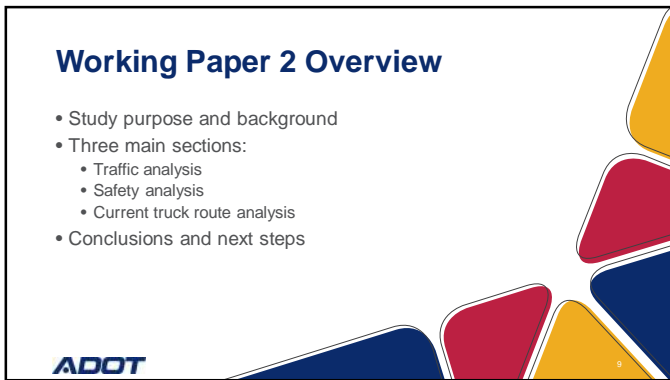 Working Paper 2 Overview
• Study purpose and background
• Three main sections:
• Traffic analysis
• Safety analysis
• Current truck route analysis
• Conclusions and next steps
ADOT
9